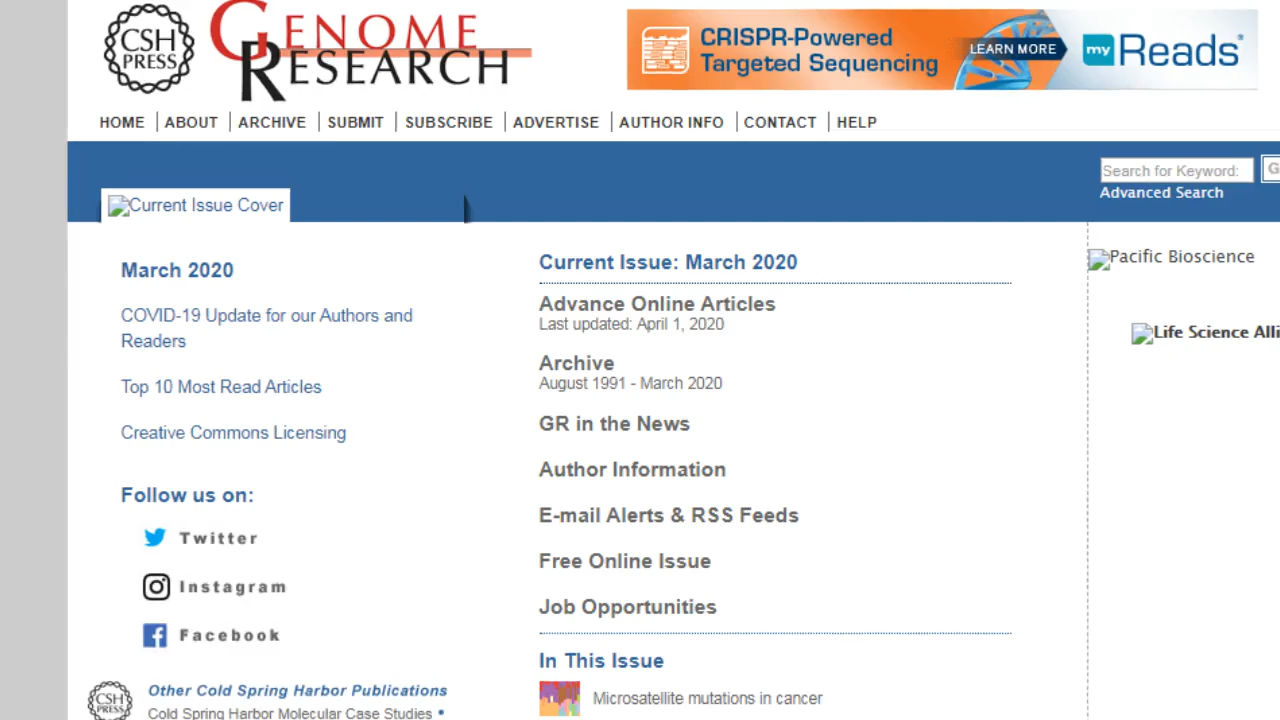 CSH
PRESS
GENOME
RESEARCH
CRISPR-Powered
Targeted Sequencing
LEARN MORE
my Reads
HOME
ABOUT
ARCHIVE
SUBMIT
SUBSCRIBE
ADVERTISE
AUTHOR INFO
CONTACT
HELP
Search for Keyword:
Advanced Search
Current Issue Cover
March 2020
COVID-19 Update for our Authors and
Readers
Top 10 Most Read Articles
Creative Commons Licensing
Follow us on:
Twitter
Instagram
Facebook
CSH
PRESS
Other Cold Spring Harbor Publications
Cold Spring Harbor Molecular Case Studies •
Current Issue: March 2020
Advance Online Articles
Last updated: April 1, 2020
Archive
August 1991 - March 2020
GR in the News
Author Information
E-mail Alerts & RSS Feeds
Free Online Issue
Job Opportunities
In This Issue
Microsatellite mutations in cancer
Pacific Bioscience
Life Science Alli